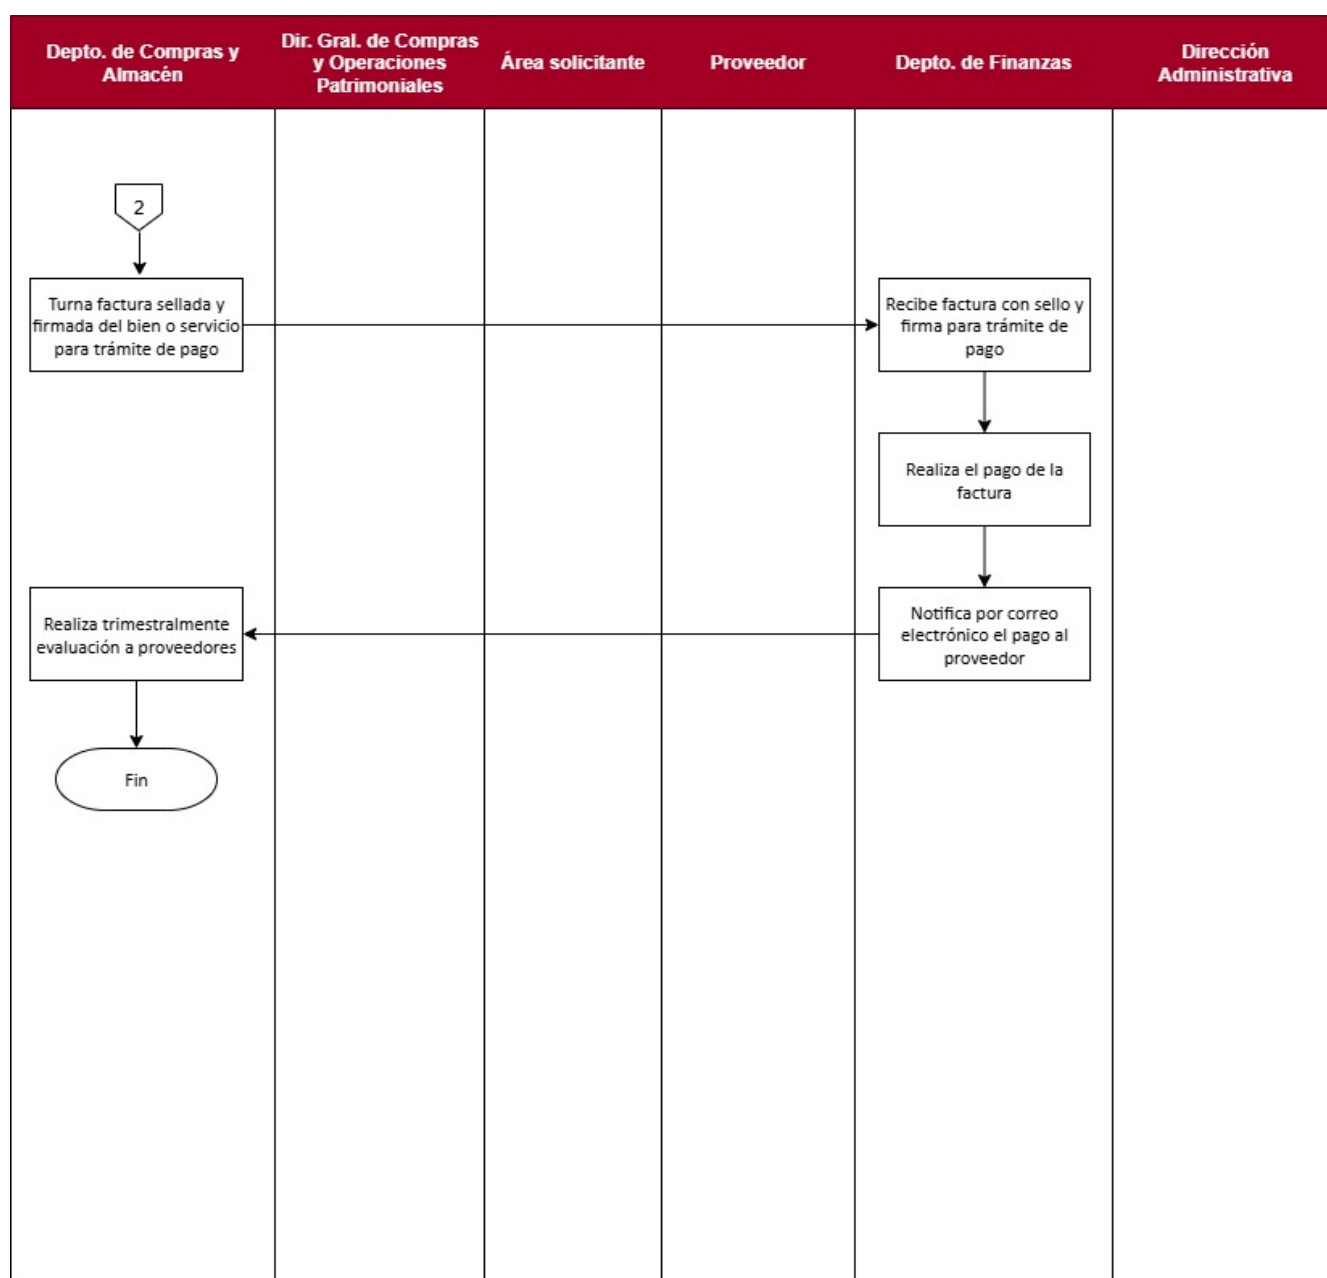 Depto. de Compras y
Almacén
Dir. Gral. de Compras
y Operaciones
Patrimoniales
Área solicitante
Proveedor
Depto. de Finanzas
Dirección
Administrativa
2
Turna factura sellada y
firmada del bien o servicio
para trámite de pago
Recibe factura con sello y
firma para trámite de
pago
Realiza el pago de la
factura
Notifica por correo
electrónico el pago al
proveedor
Realiza trimestralmente
evaluación a proveedores
Fin